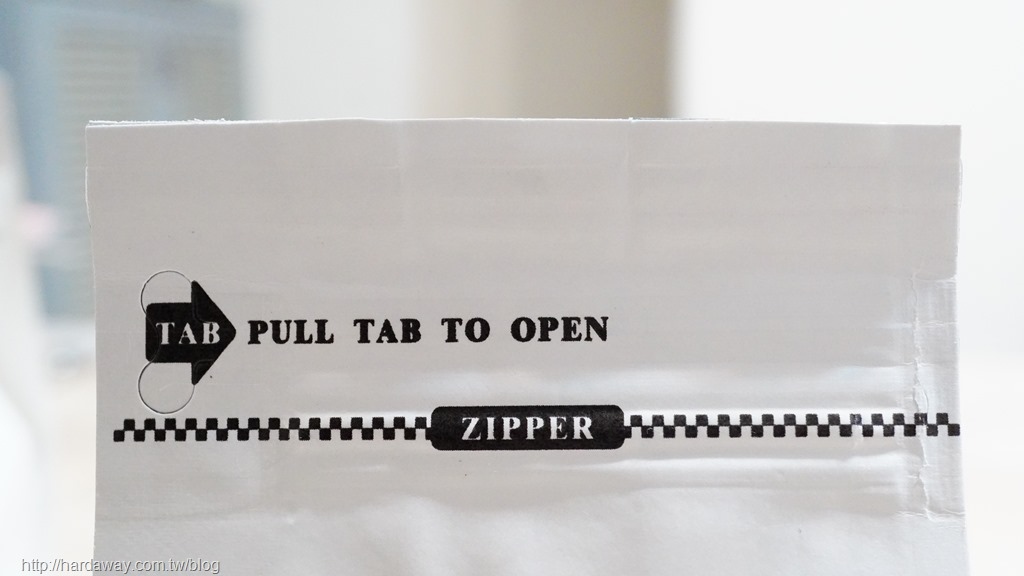 TAB PULL TAB TO OPEN
ZIPPER
http://hardaway.com.tw/blog